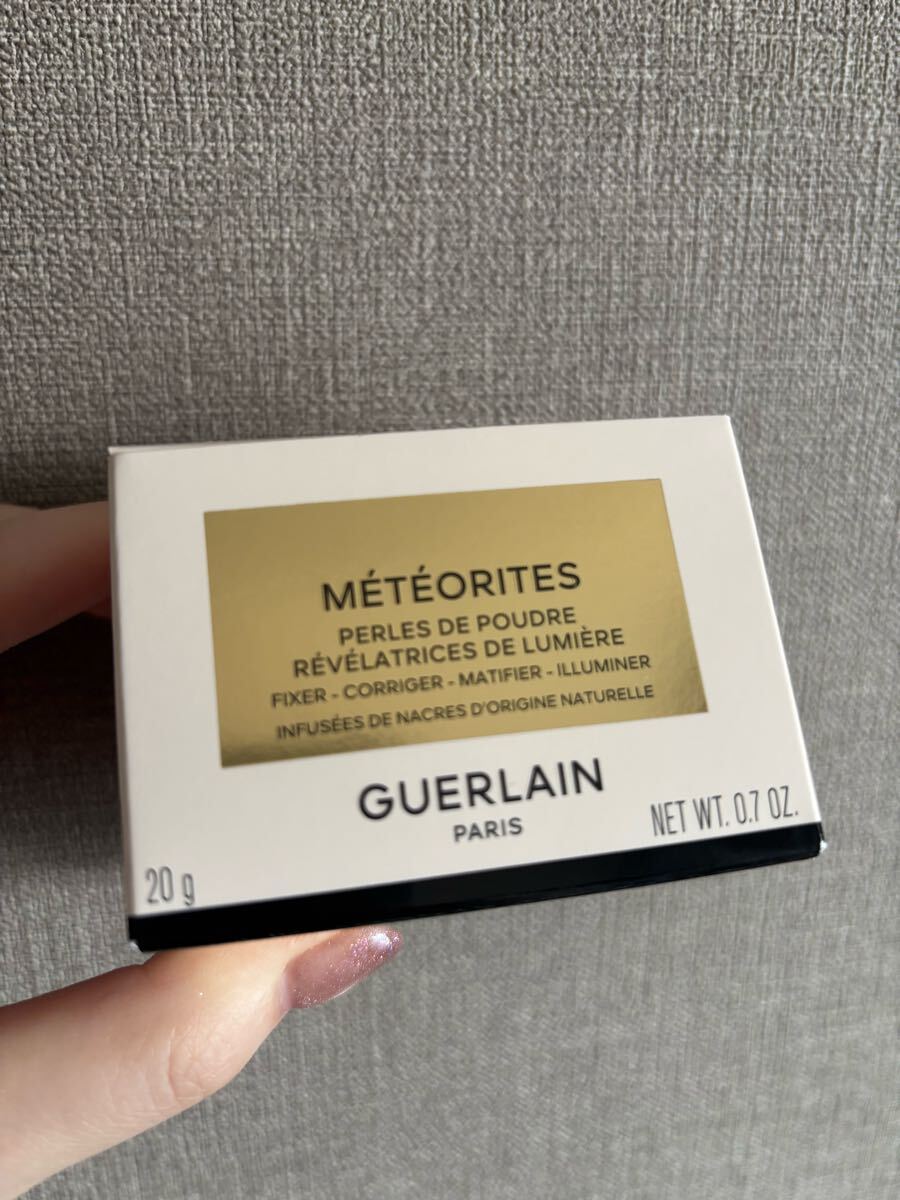 MÉTÉORITES
PERLES DE POUDRE
RÉVÉLATRICES DE LUMIÈRE
FIXER - CORRIGER - MATIFIER - ILLUMINER
INFUSÉES DE NACRES D'ORIGINE NATURELLE
GUERLAIN
PARIS
20 g
NET WT. 0.7 OZ.